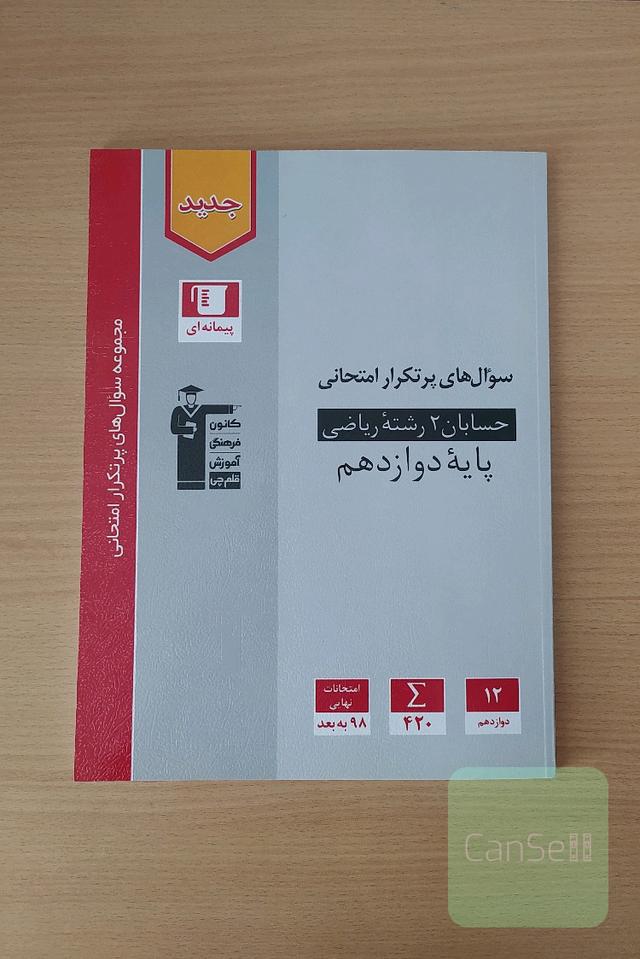 جدید
پیمانه‌ای
مجموعه سؤال‌های پرتکرار امتحانی
سؤال‌های پرتکرار امتحانی
حسابان ۲ رشتهٔ ریاضی
پایهٔ دوازدهم
کانون
فرهنگی
آموزش
قلم‌چی
۱۲
دوازدهم
∑
۴۲۰
امتحانات
نهایی
۹۸ به بعد
CanSell